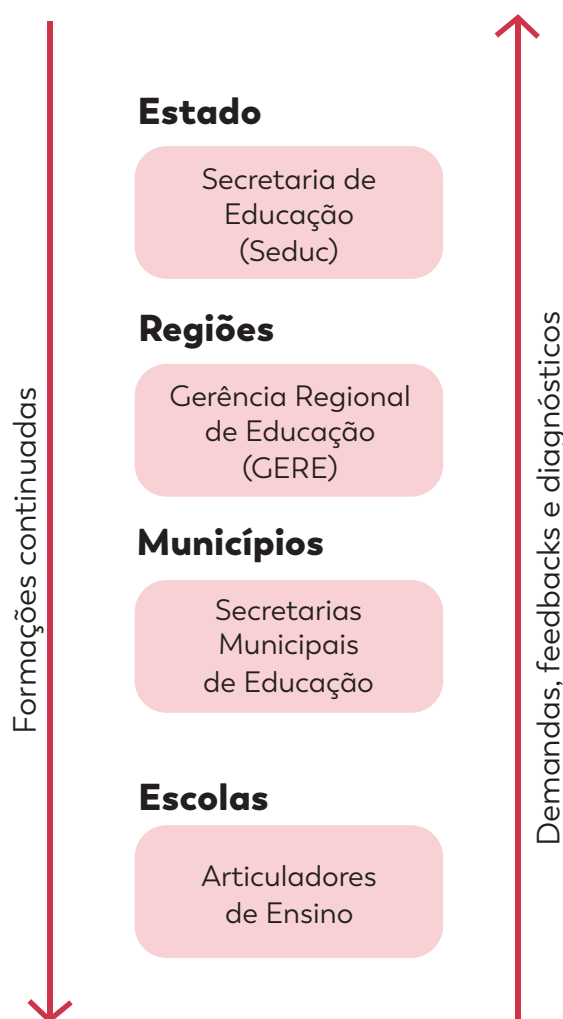 Estado
Secretaria de
Educação
(Seduc)
Regiões
Gerência Regional
de Educação
(GERE)
Municípios
Secretarias
Municipais
de Educação
Escolas
Articuladores
de Ensino
Formações continuadas
Demandas, feedbacks e diagnósticos